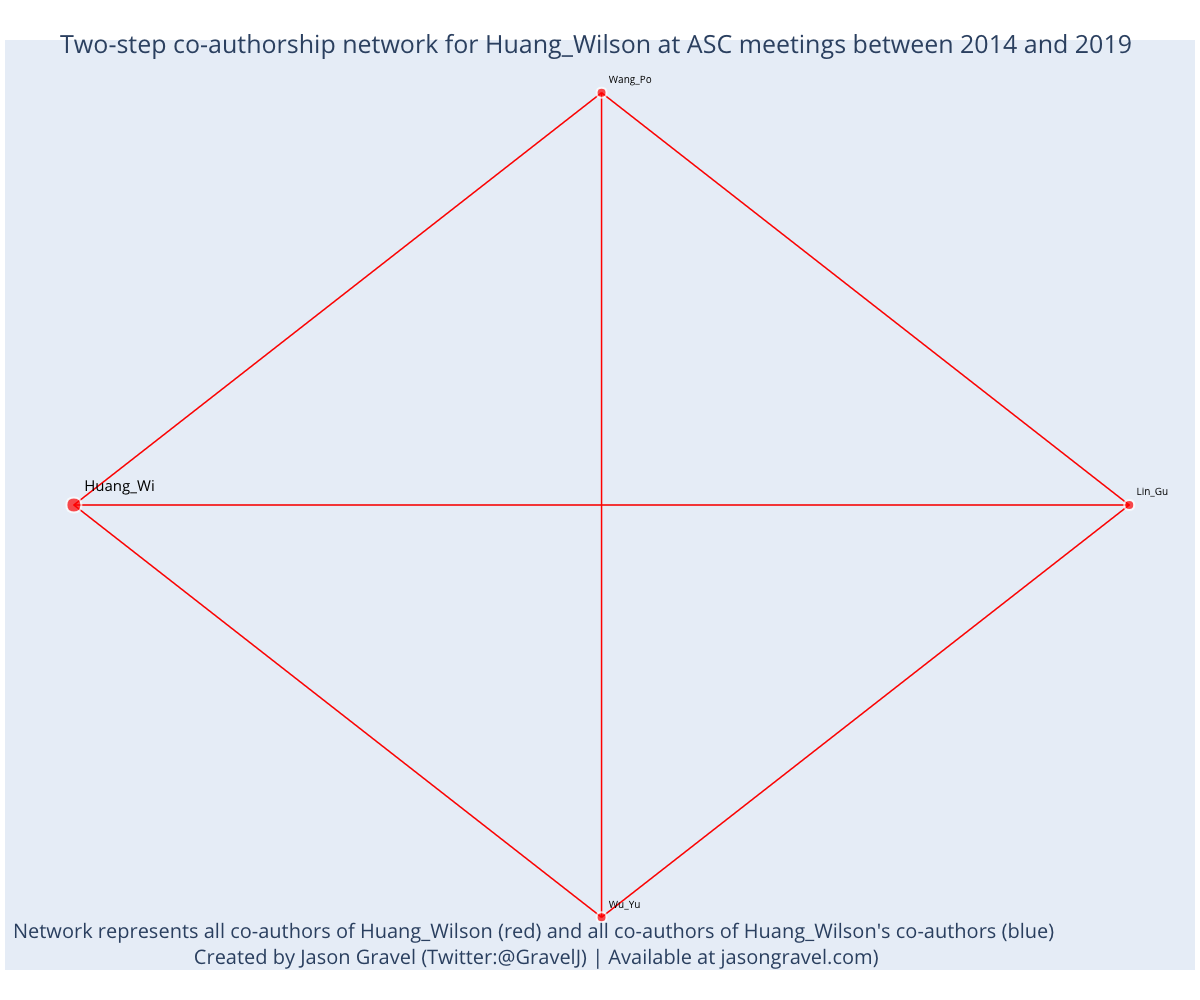 Two-step co-authorship network for Huang_Wilson at ASC meetings between 2014 and 2019
Wang_Po
Huang_Wi
Lin_Gu
Wu_Yu
Network represents all co-authors of Huang_Wilson (red) and all co-authors of Huang_Wilson's co-authors (blue)
Created by Jason Gravel (Twitter:@GravelJ) | Available at jasongravel.com)